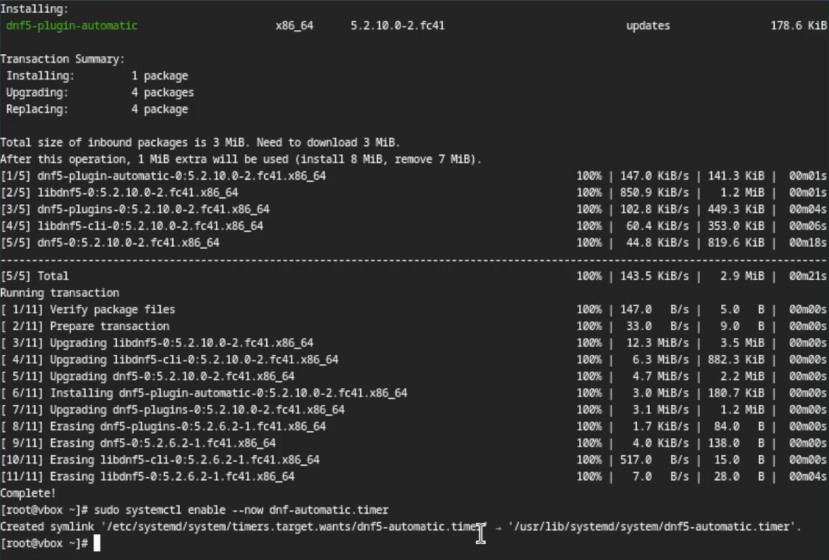 Installing:
dnf5-plugin-automatic x86_64 5.2.10.0-2.fc41 updates 178.6 KiB
Transaction Summary:
Installing: 1 package
Upgrading: 4 packages
Replacing: 4 package
Total size of inbound packages is 3 MiB. Need to download 3 MiB.
After this operation, 1 MiB extra will be used (install 8 MiB, remove 7 MiB).
[1/5] dnf5-plugin-automatic-0:5.2.10.0-2.fc41.x86_64 100% | 147.0 KiB/s | 141.3 KiB | 00m01s
[2/5] libdnf5-0:5.2.10.0-2.fc41.x86_64 100% | 850.9 KiB/s | 1.2 MiB | 00m01s
[3/5] dnf5-plugins-0:5.2.10.0-2.fc41.x86_64 100% | 102.8 KiB/s | 449.3 KiB | 00m04s
[4/5] libdnf5-cli-0:5.2.10.0-2.fc41.x86_64 100% | 60.4 KiB/s | 353.0 KiB | 00m06s
[5/5] dnf5-0:5.2.10.0-2.fc41.x86_64 100% | 44.8 KiB/s | 819.6 KiB | 00m18s
--------------------------------------------------------------------------------
[5/5] Total 100% | 143.5 KiB/s | 2.9 MiB | 00m21s
Running transaction
[ 1/11] Verify package files 100% | 147.0 B/s | 5.0 B | 00m00s
[ 2/11] Prepare transaction 100% | 33.0 B/s | 9.0 B | 00m00s
[ 3/11] Upgrading libdnf5-0:5.2.10.0-2.fc41.x86_64 100% | 12.3 MiB/s | 3.5 MiB | 00m00s
[ 4/11] Upgrading libdnf5-cli-0:5.2.10.0-2.fc41.x86_64 100% | 6.3 MiB/s | 882.3 KiB | 00m00s
[ 5/11] Upgrading dnf5-0:5.2.10.0-2.fc41.x86_64 100% | 4.7 MiB/s | 2.2 MiB | 00m00s
[ 6/11] Installing dnf5-plugin-automatic-0:5.2.10.0-2.fc41.x86_64 100% | 3.0 MiB/s | 180.7 KiB | 00m00s
[ 7/11] Upgrading dnf5-plugins-0:5.2.10.0-2.fc41.x86_64 100% | 3.1 MiB/s | 1.2 MiB | 00m00s
[ 8/11] Erasing dnf5-plugins-0:5.2.6.2-1.fc41.x86_64 100% | 1.7 KiB/s | 84.0 B | 00m00s
[ 9/11] Erasing dnf5-0:5.2.6.2-1.fc41.x86_64 100% | 4.0 KiB/s | 138.0 B | 00m00s
[10/11] Erasing libdnf5-cli-0:5.2.6.2-1.fc41.x86_64 100% | 517.0 B/s | 15.0 B | 00m00s
[11/11] Erasing libdnf5-0:5.2.6.2-1.fc41.x86_64 100% | 7.0 B/s | 28.0 B | 00m04s
Complete!
[root@vbox ~]# sudo systemctl enable --now dnf-automatic.timer
Created symlink '/etc/systemd/system/timers.target.wants/dnf5-automatic.timer' → '/usr/lib/systemd/system/dnf5-automatic.timer'.
[root@vbox ~]#